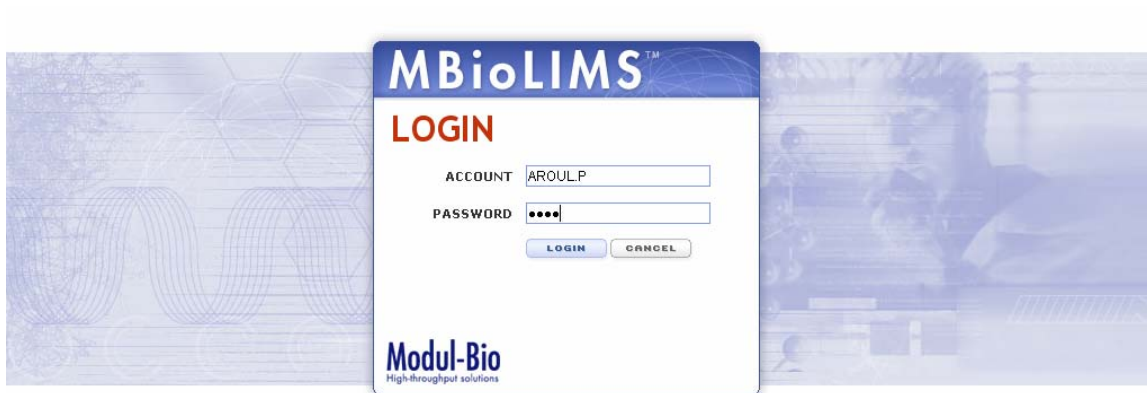 MBioLIMS™
LOGIN
ACCOUNT AROUL.P
PASSWORD ••••
LOGIN CANCEL
Modul-Bio
High-throughput solutions